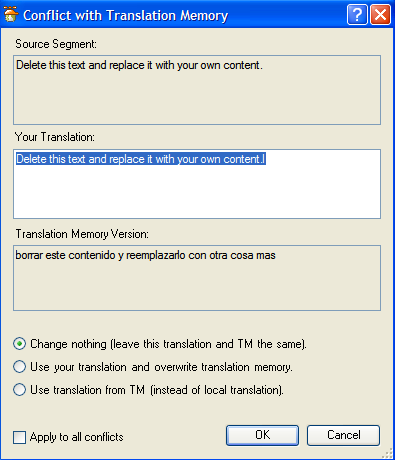 Conflict with Translation Memory
Source Segment:
Delete this text and replace it with your own content.
Your Translation:
Delete this text and replace it with your own content.
Translation Memory Version:
borrar este contenido y reemplazarlo con otra cosa mas
Change nothing (leave this translation and TM the same).
Use your translation and overwrite translation memory.
Use translation from TM (instead of local translation).
Apply to all conflicts
OK
Cancel